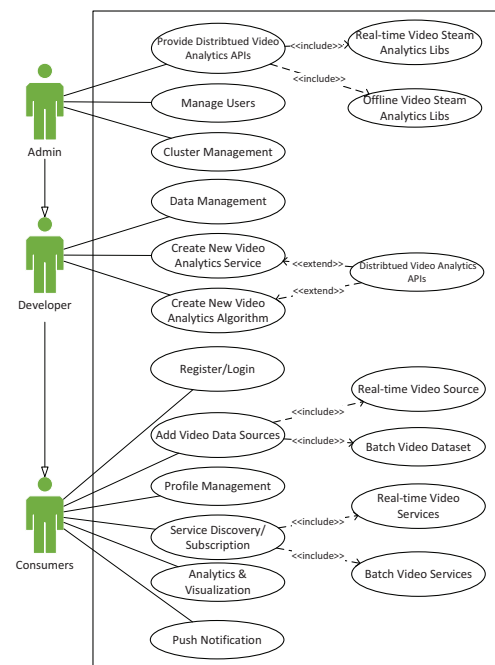 Provide Distribtued Video
Analytics APIs
<<include>>
Real-time Video Steam
Analytics Libs
<<include>>
Offline Video Steam
Analytics Libs
Manage Users
Admin
Cluster Management
Data Management
Create New Video
Analytics Service
<<extend>>
Distribtued Video Analytics
APIs
<<extend>>
Developer
Create New Video
Analytics Algorithm
Register/Login
Real-time Video Source
<<include>>
Add Video Data Sources
<<include>>
Batch Video Dataset
Profile Management
Real-time Video
Services
<<include>>
Service Discovery/
Subscription
<<include>>
Consumers
Analytics &
Visualization
Batch Video Services
Push Notification